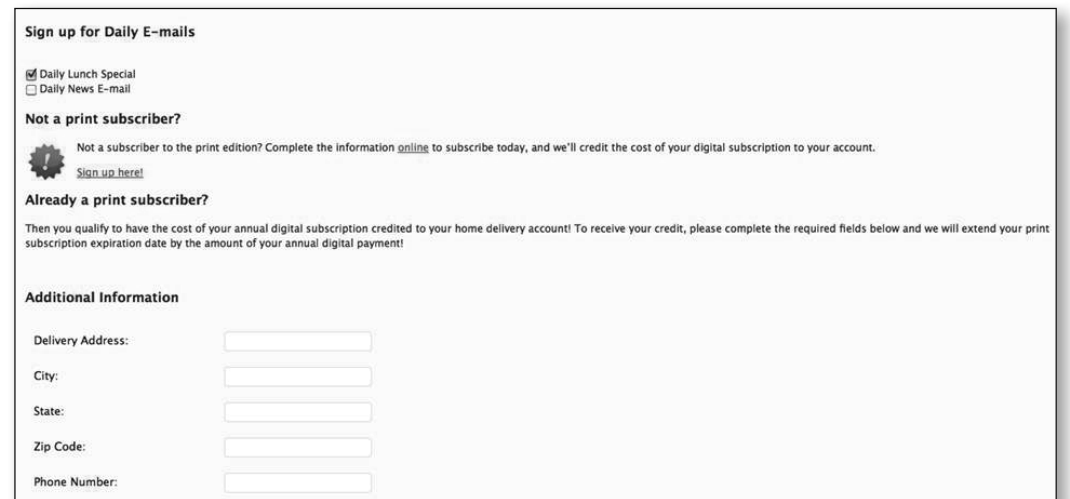 Sign up for Daily E-mails
Daily Lunch Special
Daily News E-mail
Not a print subscriber?
Not a subscriber to the print edition? Complete the information online to subscribe today, and we'll credit the cost of your digital subscription to your account.
Sign up here!
Already a print subscriber?
Then you qualify to have the cost of your annual digital subscription credited to your home delivery account! To receive your credit, please complete the required fields below and we will extend your print
subscription expiration date by the amount of your annual digital payment!
Additional Information
Delivery Address:
City:
State:
Zip Code:
Phone Number: